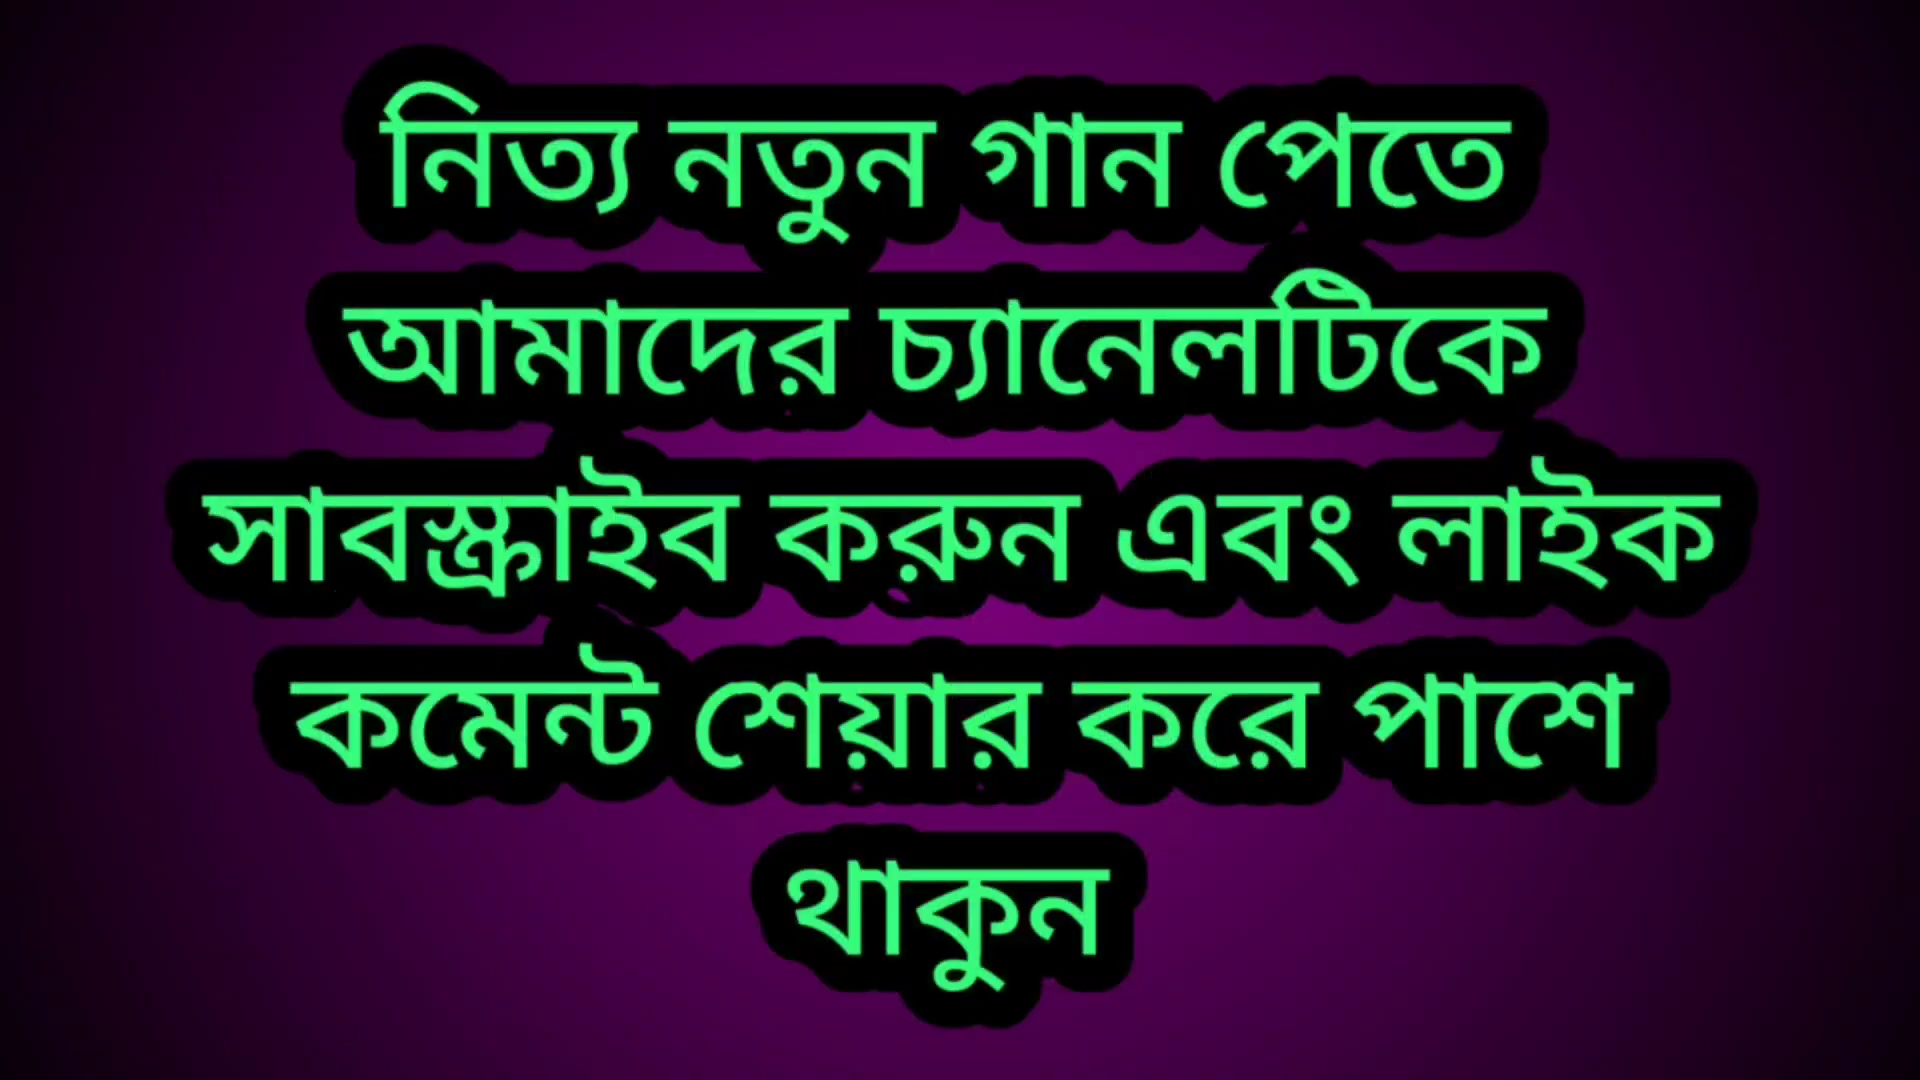 নিত্য নতুন গান পেতে
আমাদের চ্যানেলটিকে
সাবস্ক্রাইব করুন এবং লাইক
কমেন্ট শেয়ার করে পাশে
থাকুন